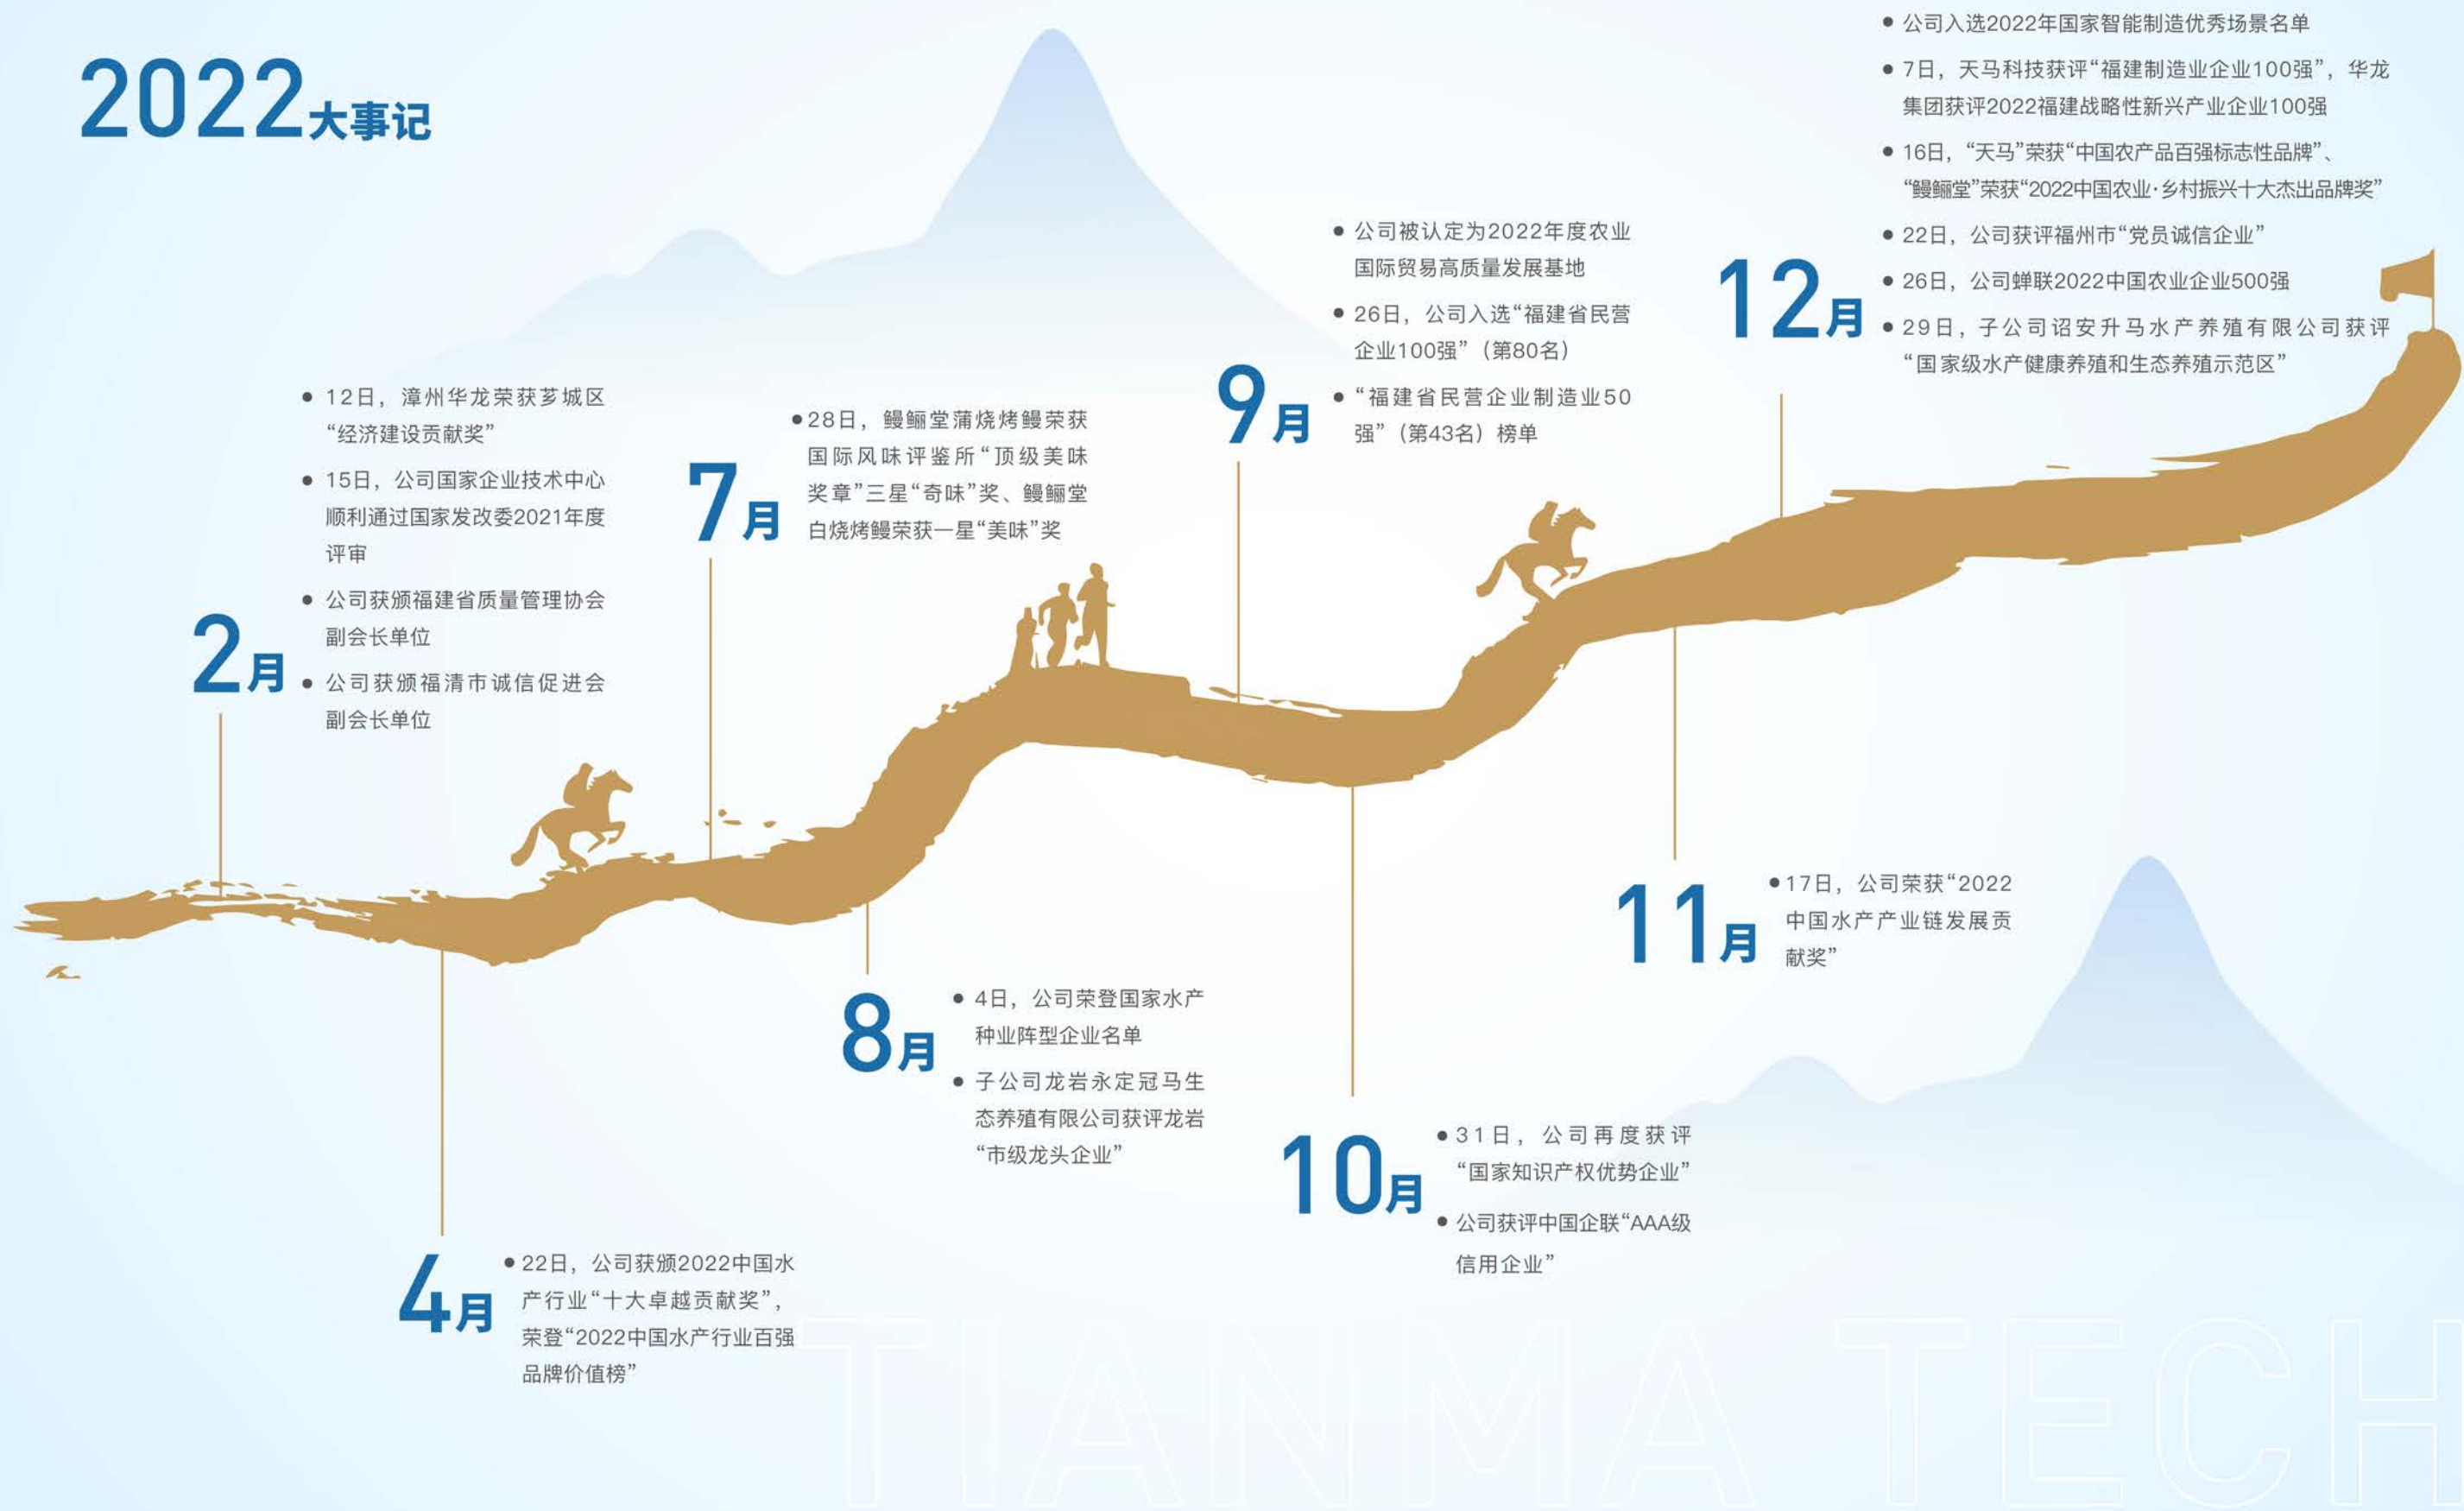 2022大事记
2月
● 12日，漳州华龙荣获芗城区
“经济建设贡献奖”
● 15日，公司国家企业技术中心
顺利通过国家发改委2021年度
评审
● 公司获颁福建省质量管理协会
副会长单位
● 公司获颁福清市诚信促进会
副会长单位
4月
● 22日，公司获颁2022中国水
产行业“十大卓越贡献奖”，
荣登“2022中国水产行业百强
品牌价值榜”
7月
● 28日，鳗鲡堂蒲烧烤鳗荣获
国际风味评鉴所“顶级美味
奖章”三星“奇味”奖、鳗鲡堂
白烧烤鳗荣获一星“美味”奖
8月
● 4日，公司荣登国家水产
种业阵型企业名单
● 子公司龙岩永定冠马生
态养殖有限公司获评龙岩
“市级龙头企业”
9月
● 公司被认定为2022年度农业
国际贸易高质量发展基地
● 26日，公司入选“福建省民营
企业100强”（第80名）
● “福建省民营企业制造业50
强”（第43名）榜单
10月
● 31日，公司再度获评
“国家知识产权优势企业”
● 公司获评中国企联“AAA级
信用企业”
11月
● 17日，公司荣获“2022
中国水产产业链发展贡
献奖”
12月
● 公司入选2022年国家智能制造优秀场景名单
● 7日，天马科技获评“福建制造业企业100强”，华龙
集团获评2022福建战略性新兴产业企业100强
● 16日，“天马”荣获“中国农产品百强标志性品牌”、
“鳗鲡堂”荣获“2022中国农业·乡村振兴十大杰出品牌奖”
● 22日，公司获评福州市“党员诚信企业”
● 26日，公司蝉联2022中国农业企业500强
● 29日，子公司诏安升马水产养殖有限公司获评
“国家级水产健康养殖和生态养殖示范区”
TIANMA TECH